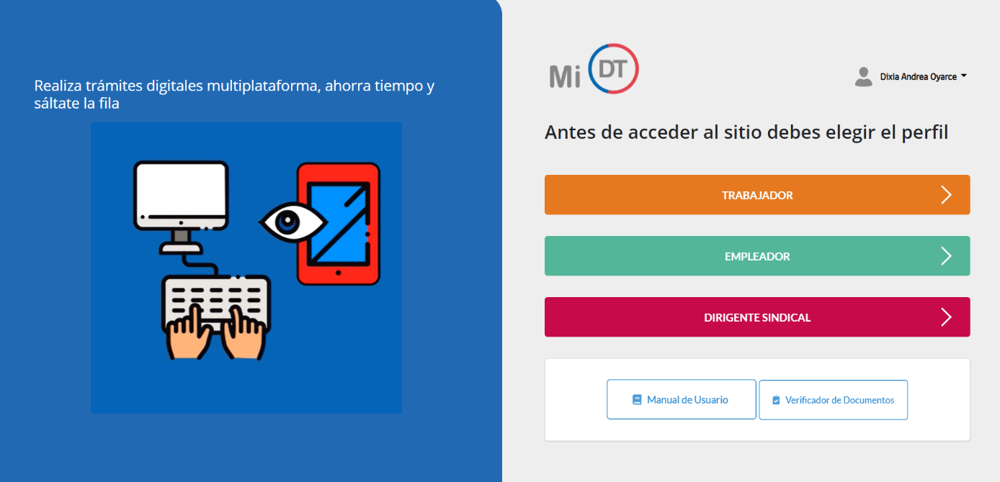 Realiza trámites digitales multiplataforma, ahorra tiempo y
sáltate la fila
Mi DT
Dixia Andrea Oyarce
Antes de acceder al sitio debes elegir el perfil
TRABAJADOR
EMPLEADOR
DIRIGENTE SINDICAL
Manual de Usuario
Verificador de Documentos